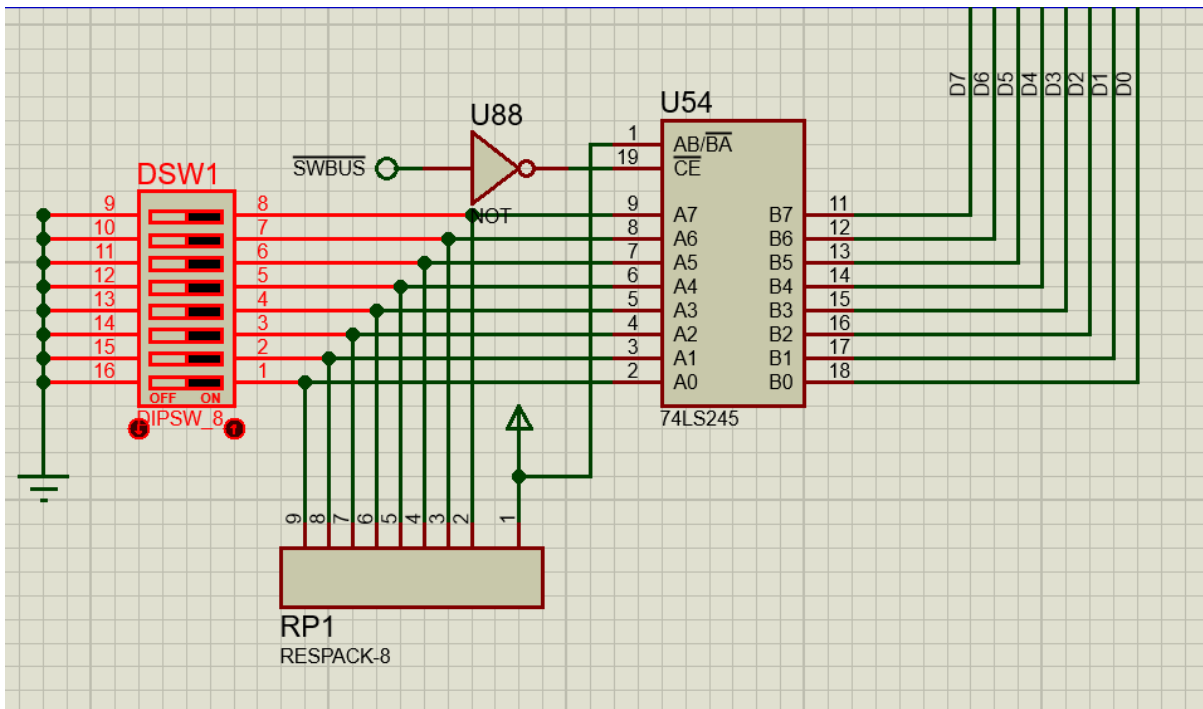 D7 D6 D5 D4 D3 D2 D1 D0
U88
U54
SWBUS
NOT
1 AB/BA
19 CE
DSW1
9 8
10 7
11 6
12 5
13 4
14 3
15 2
16 1
OFF ON
DIPSW_8
9 A7 B7 11
8 A6 B6 12
7 A5 B5 13
6 A4 B4 14
5 A3 B3 15
4 A2 B2 16
3 A1 B1 17
2 A0 B0 18
74LS245
9 8 7 6 5 4 3 2 1
RP1
RESPACK-8